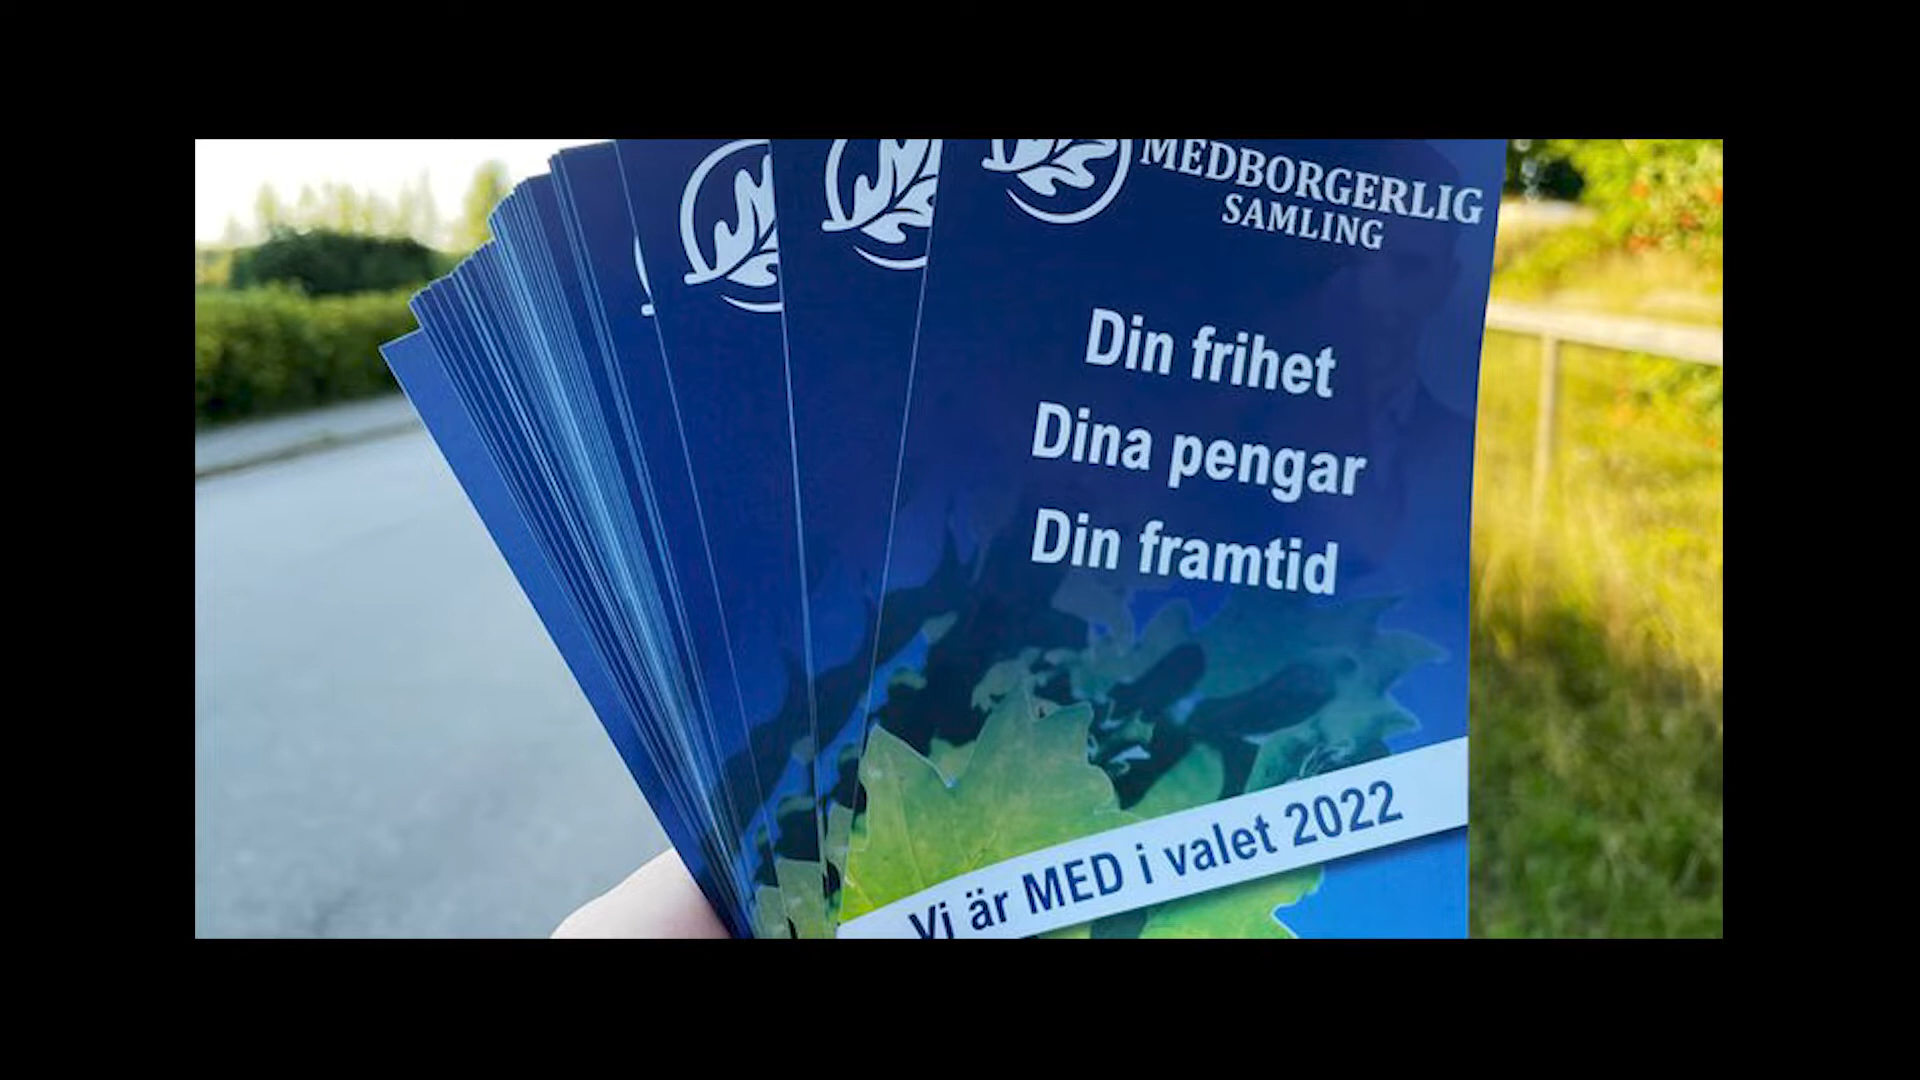 MEDBORGERLIG
SAMLING
Din frihet
Dina pengar
Din framtid
Vi är MED i valet 2022